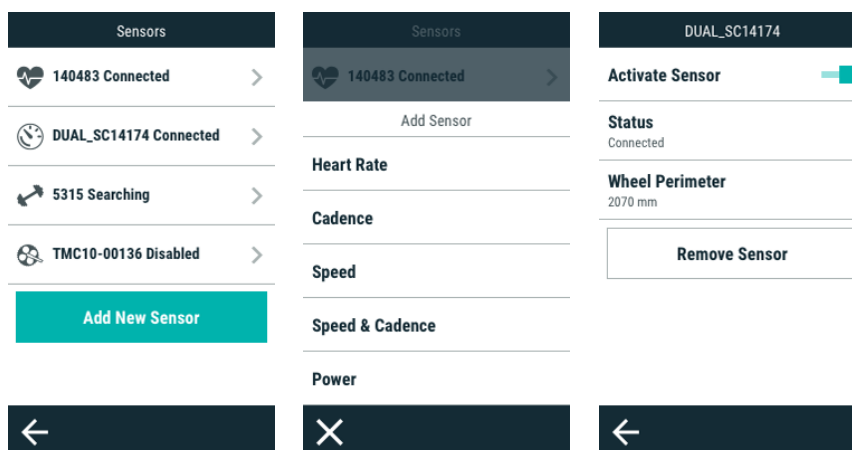 Sensors
140483 Connected
DUAL_SC14174 Connected
5315 Searching
TMC10-00136 Disabled
Add New Sensor
Sensors
140483 Connected
Add Sensor
Heart Rate
Cadence
Speed
Speed & Cadence
Power
DUAL_SC14174
Activate Sensor
Status
Connected
Wheel Perimeter
2070 mm
Remove Sensor